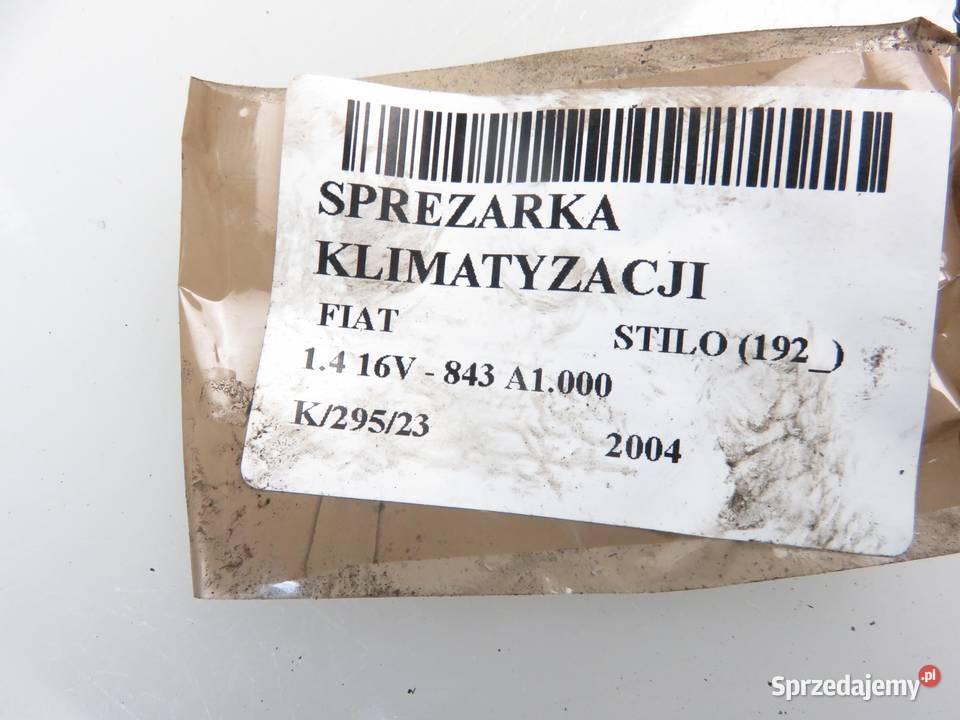 SPREZARKA
KLIMATYZACJI
FIAT STILO (192_)
1.4 16V - 843 A1.000
K/295/23 2004
Sprzedajemy.pl